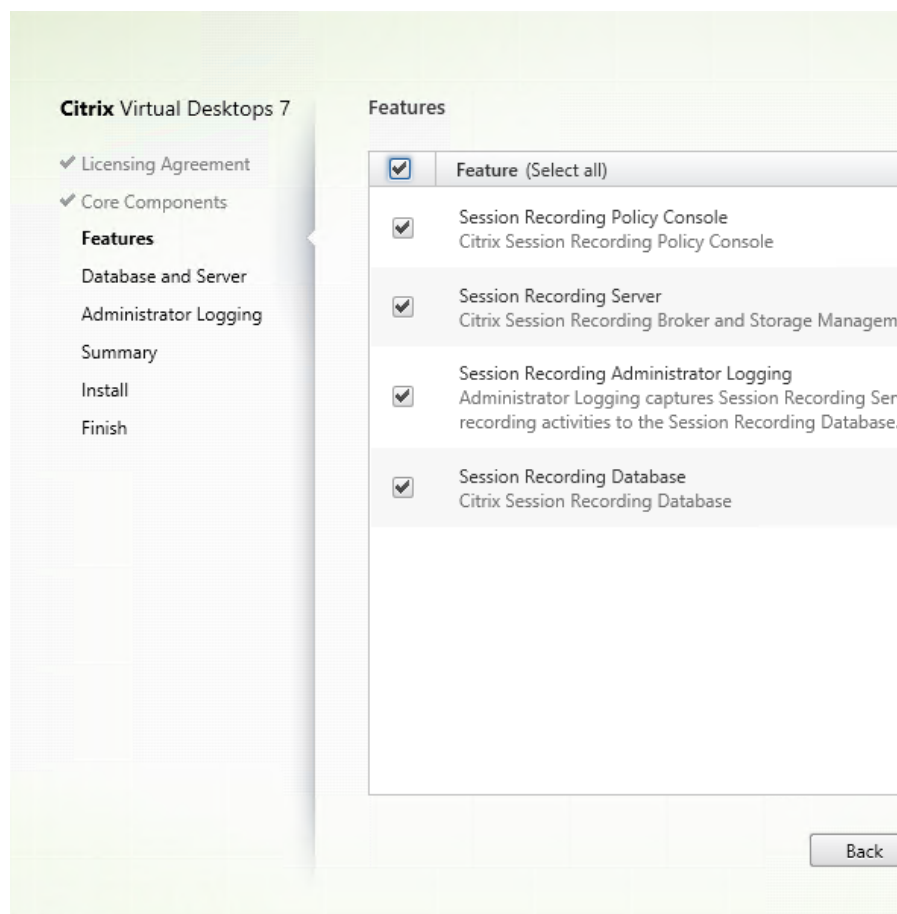 Citrix Virtual Desktops 7
Licensing Agreement
Core Components
Features
Database and Server
Administrator Logging
Summary
Install
Finish
Features
Feature (Select all)
Session Recording Policy Console
Citrix Session Recording Policy Console
Session Recording Server
Citrix Session Recording Broker and Storage
Session Recording Administrator Logging
Administrator Logging captures Session Recording
recording activities to the Session Recording Database.
Session Recording Database
Citrix Session Recording Database
Back